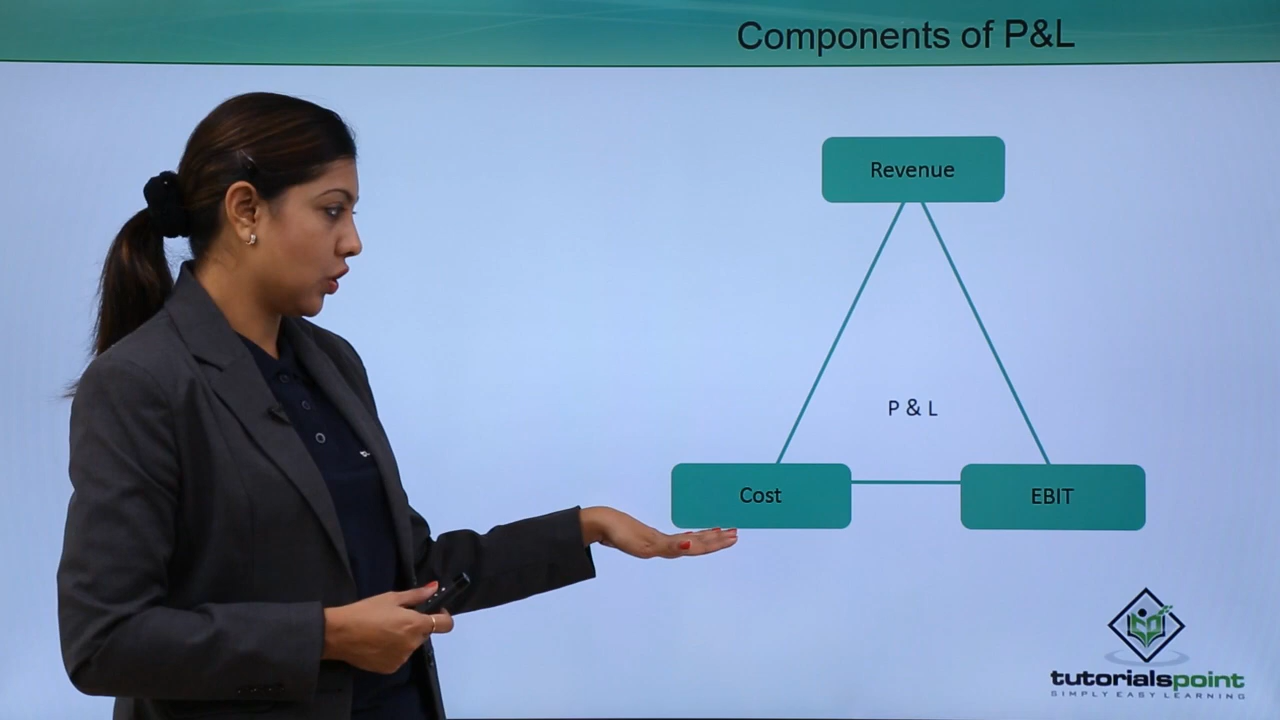 Components of P&L
Revenue
P & L
Cost
EBIT
tutorialspoint
SIMPLY EASY LEARNING